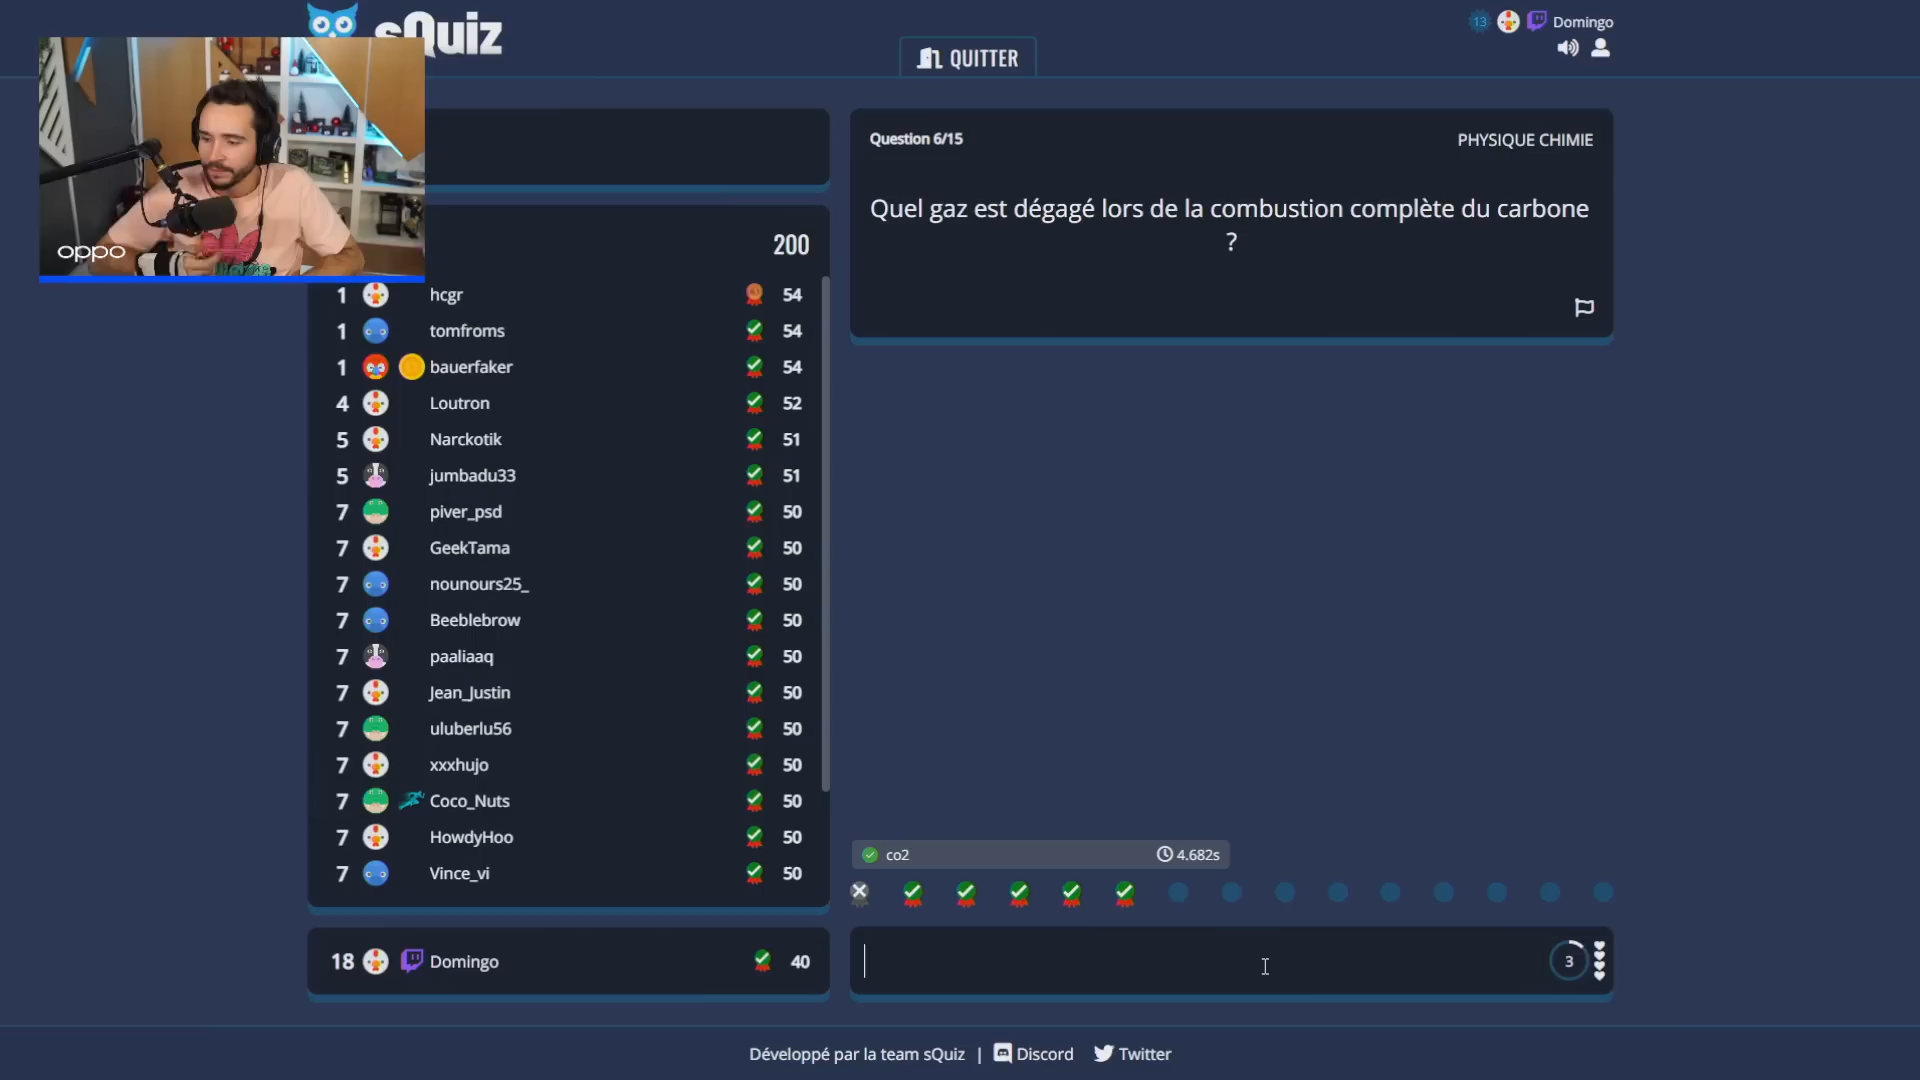 sQuiz
QUITTER
13 Domingo
oppo
200
1 hcgr 54
1 tomfroms 54
1 bauerfaker 54
4 Loutron 52
5 Narckotik 51
5 jumbadu33 51
7 piver_psd 50
7 GeekTama 50
7 nounours25_ 50
7 Beeblebrow 50
7 paaliaaq 50
7 Jean_Justin 50
7 uluberlu56 50
7 xxxhujo 50
7 Coco_Nuts 50
7 HowdyHoo 50
7 Vince_vi 50
18 Domingo 40
Question 6/15 PHYSIQUE CHIMIE
Quel gaz est dégagé lors de la combustion complète du carbone
?
co2 4.682s
3
Développé par la team sQuiz | Discord Twitter